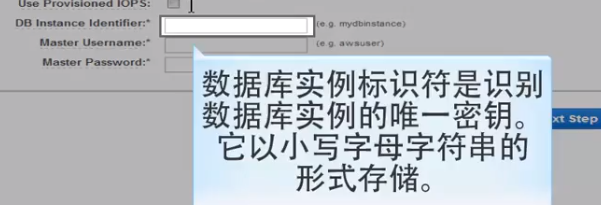 Use Provisioned IOPS:
DB Instance Identifier:* (e.g. mydbinstance)
Master Username:* (e.g. awsuser)
Master Password:*
数据库实例标识符是识别
数据库实例的唯一密钥。
它以小写字母字符串的
形式存储。
Step